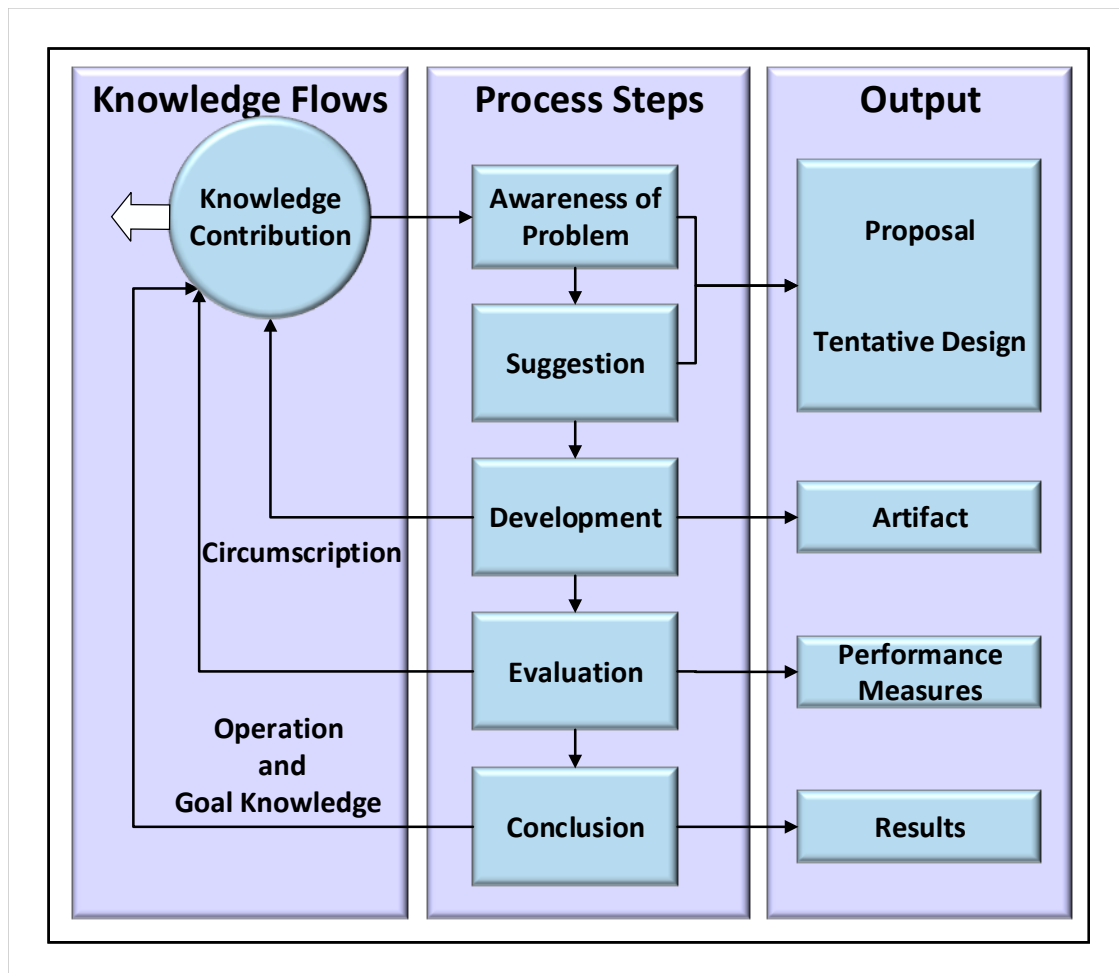 Knowledge Flows
Process Steps
Output
Knowledge
Contribution
Awareness of
Problem
Proposal
Suggestion
Tentative Design
Development
Artifact
Circumscription
Evaluation
Performance
Measures
Operation
and
Goal Knowledge
Conclusion
Results